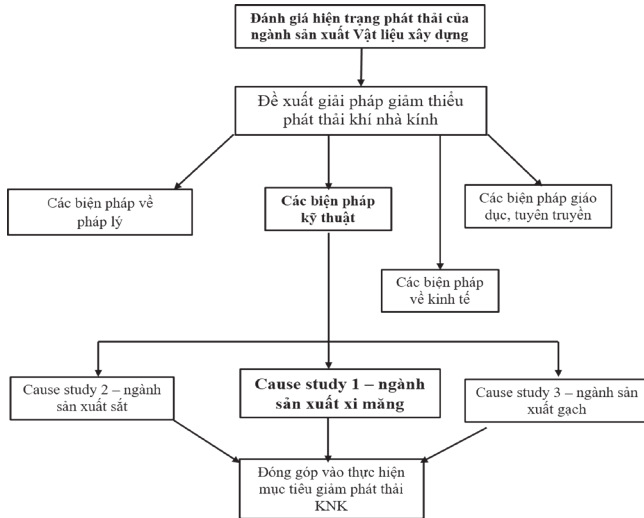 Đánh giá hiện trạng phát thải của
ngành sản xuất Vật liệu xây dựng
Đề xuất giải pháp giảm thiểu
phát thải khí nhà kính
Các biện pháp về
pháp lý
Các biện pháp
kỹ thuật
Các biện pháp giáo
dục, tuyên truyền
Các biện pháp
về kinh tế
Cause study 2 – ngành
sản xuất sắt
Cause study 1 – ngành
sản xuất xi măng
Cause study 3 – ngành sản
xuất gạch
Đóng góp vào thực hiện
mục tiêu giảm phát thải
KNK